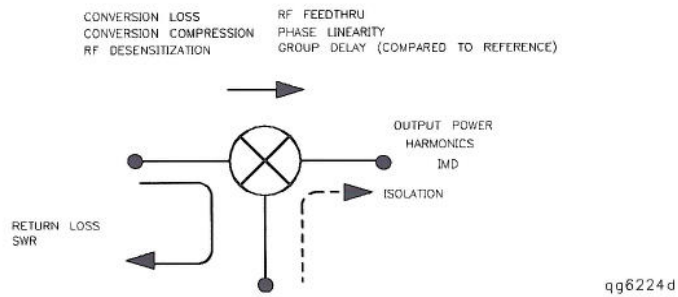 CONVERSION LOSS
CONVERSION COMPRESSION
RF DESENSITIZATION
RF FEEDTHRU
PHASE LINEARITY
GROUP DELAY (COMPARED TO REFERENCE)
OUTPUT POWER
HARMONICS
IMD
ISOLATION
RETURN LOSS
SWR
qg6224d